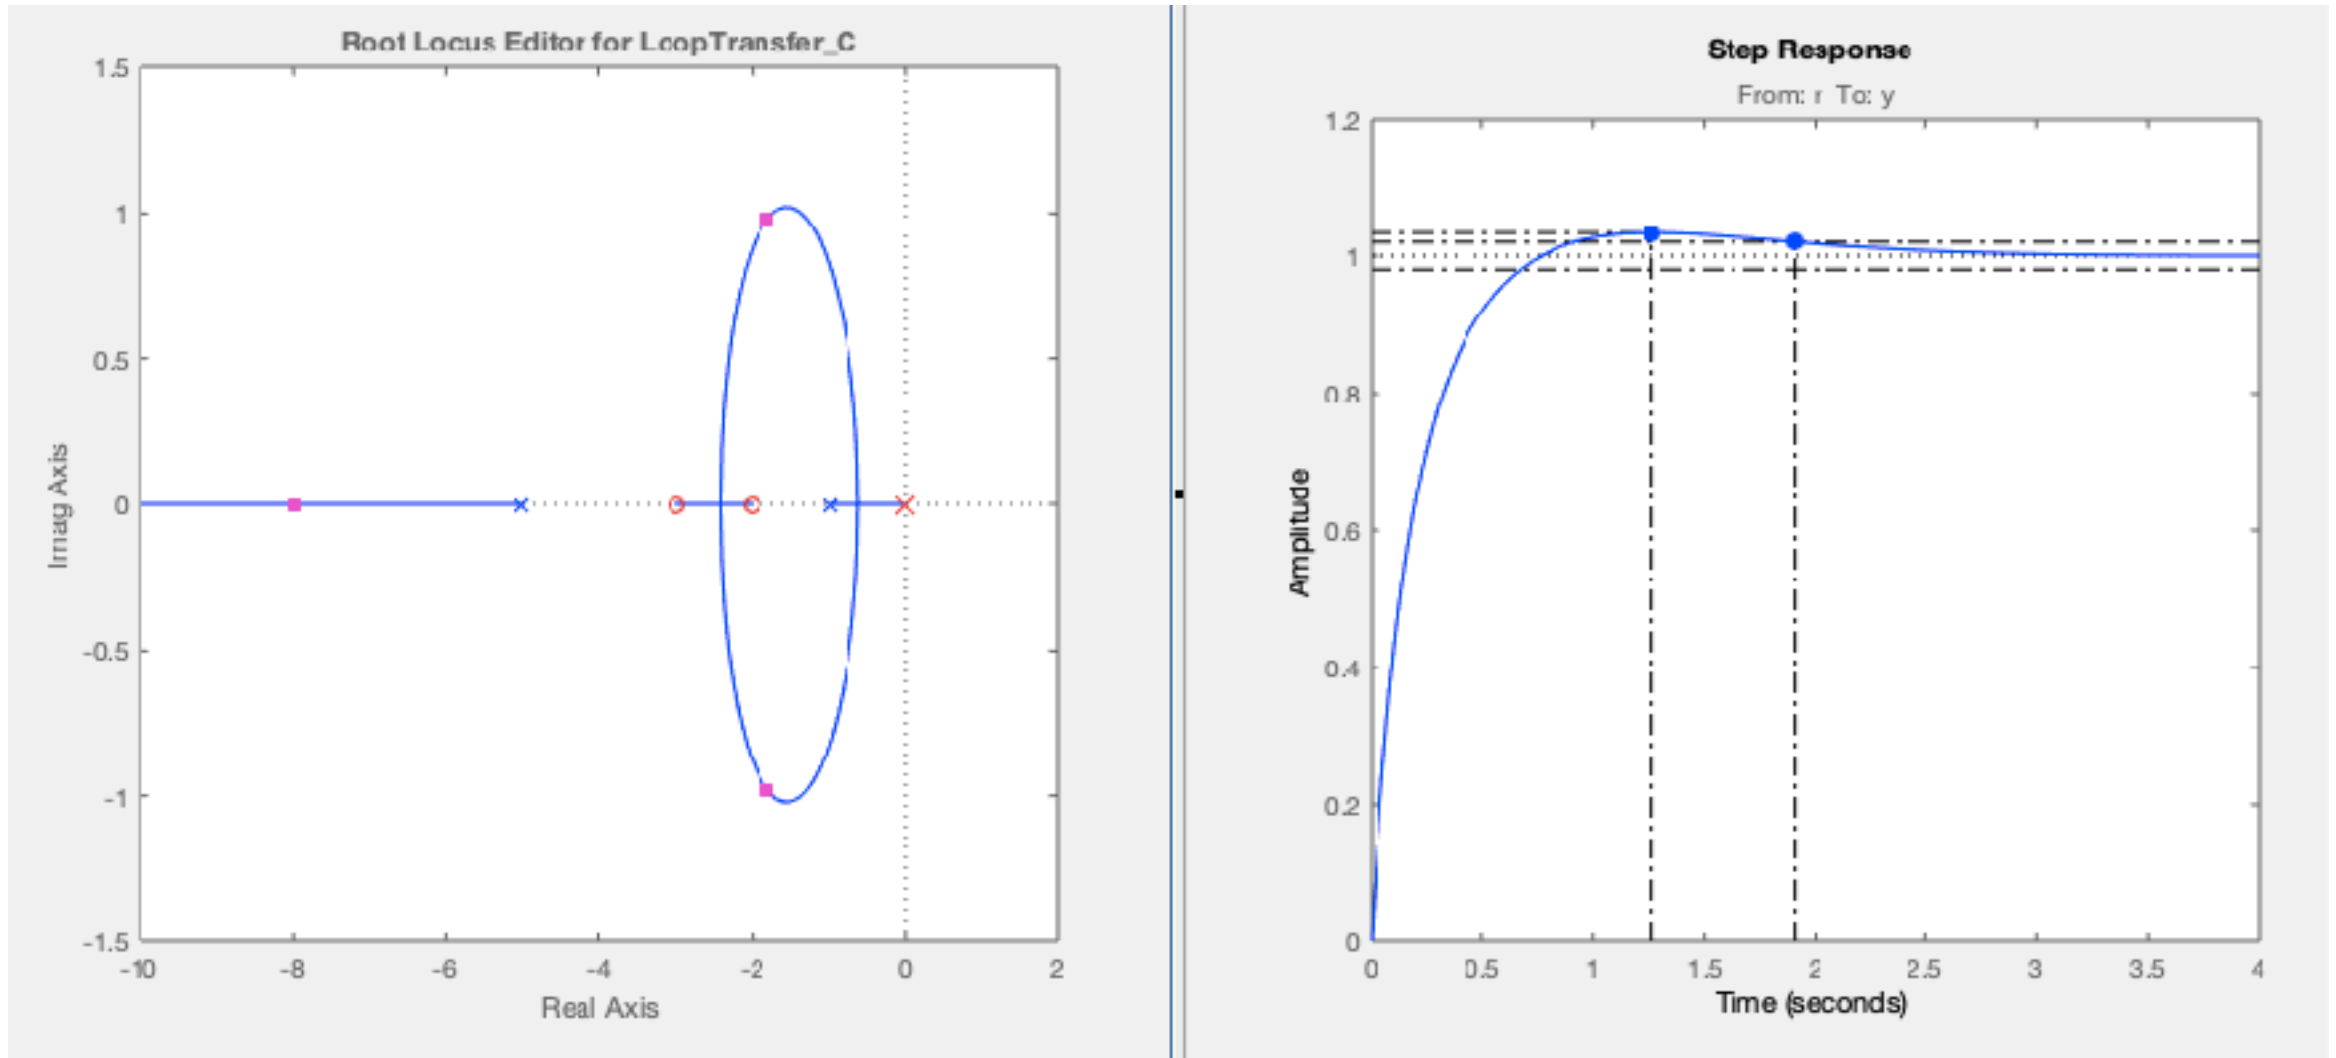 Root Locus Editor for LoopTransfer_C
1.5
1
0.5
0
-0.5
-1
-1.5
Imag Axis
-10 -8 -6 -4 -2 0 2
Real Axis
Step Response
From: r To: y
1.2
1
0.8
0.6
0.4
0.2
0
Amplitude
0 0.5 1 1.5 2 2.5 3 3.5 4
Time (seconds)